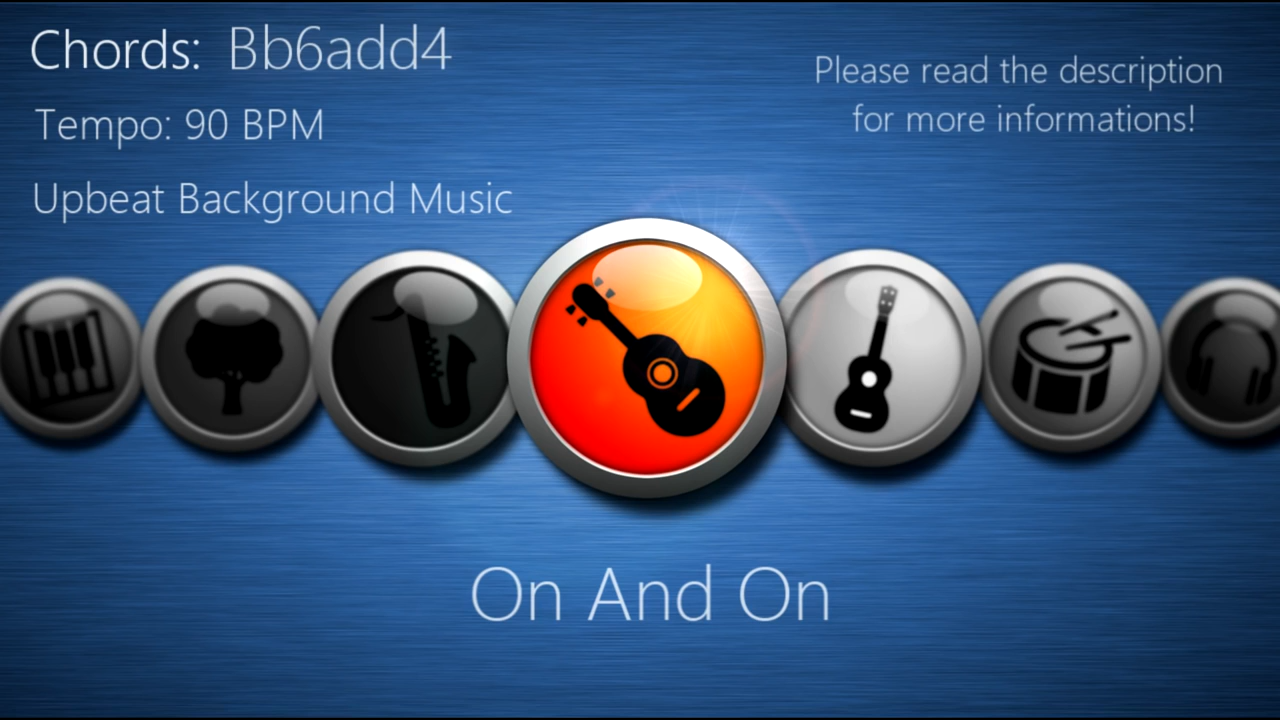 Chords: Bb6add4
Tempo: 90 BPM
Upbeat Background Music
Please read the description
for more informations!
On And On